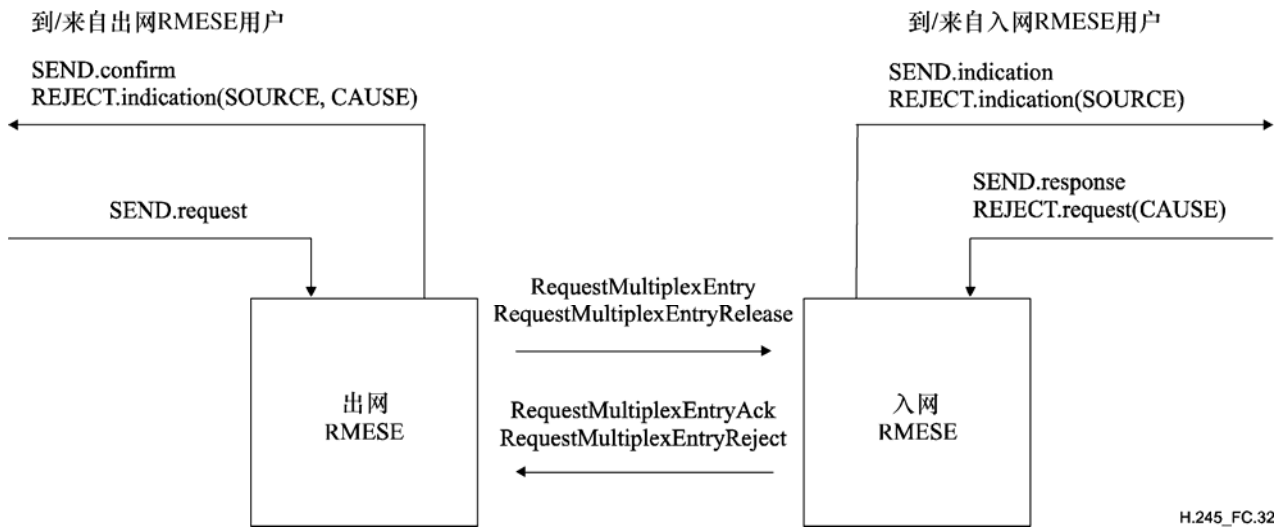 到/来自出网RMESE用户
SEND.confirm
REJECT.indication(SOURCE, CAUSE)
SEND.request
到/来自入网RMESE用户
SEND.indication
REJECT.indication(SOURCE)
SEND.response
REJECT.request(CAUSE)
RequestMultiplexEntry
RequestMultiplexEntryRelease
出网
RMESE
RequestMultiplexEntryAck
RequestMultiplexEntryReject
入网
RMESE
H.245_FC.32